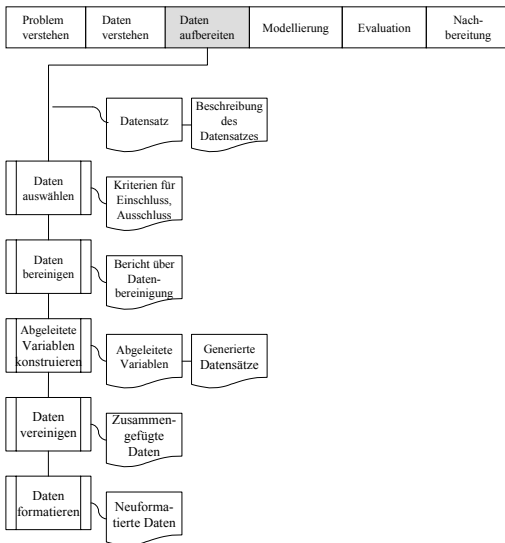 Problem
verstehen
Daten
verstehen
Daten
aufbereiten
Modellierung
Evaluation
Nach-
bereitung
Datensatz
Beschreibung
des
Datensatzes
Daten
auswählen
Kriterien für
Einschluss,
Ausschluss
Daten
bereinigen
Bericht über
Daten-
bereinigung
Abgeleitete
Variablen
konstruieren
Abgeleitete
Variablen
Generierte
Datensätze
Daten
vereinigen
Zusammen-
gefügte
Daten
Daten
formatieren
Neuforma-
tierte Daten